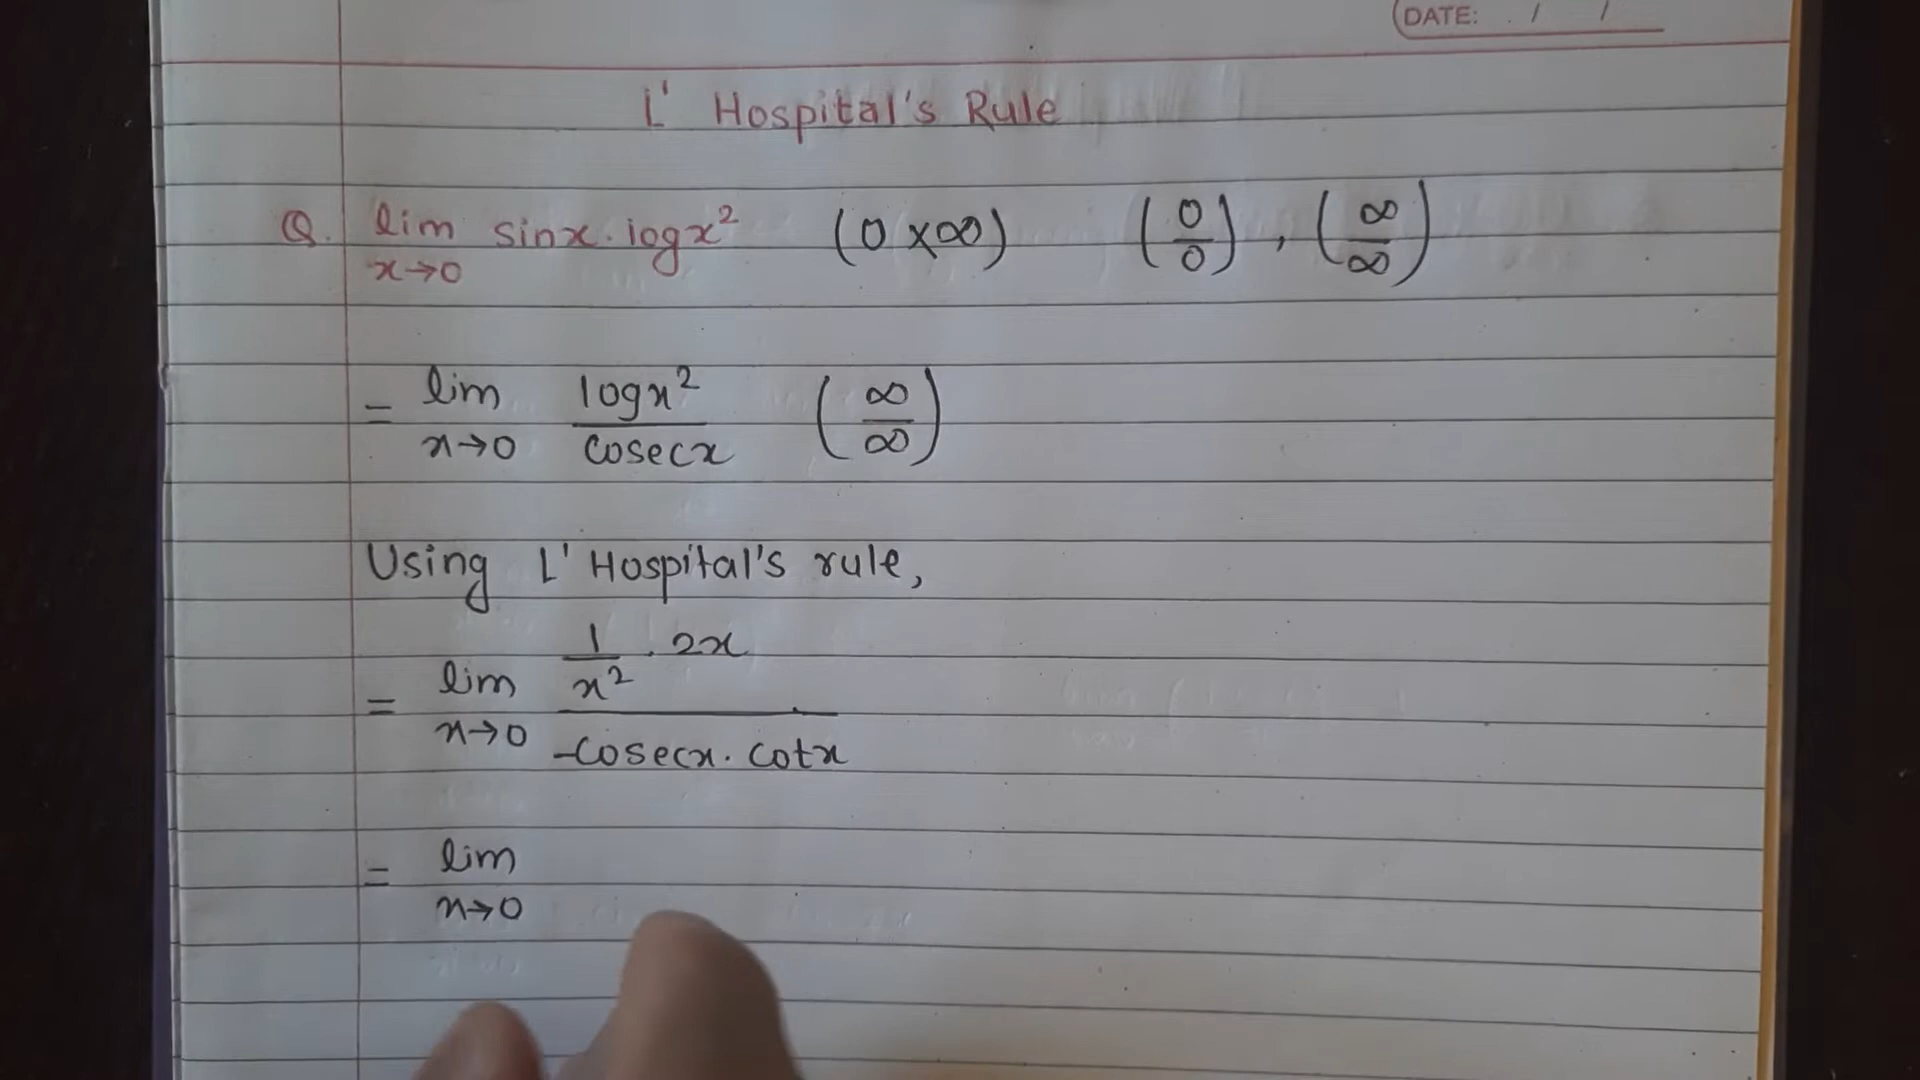 DATE: / /
L' Hospital's Rule
Q. lim x→0 sinx · logx² (0 × ∞) (0/0), (∞/∞)
= lim x→0 logx²/cosecx (∞/∞)
Using L' Hospital's rule,
= lim x→0 1/x² · 2x / -cosecx · cotx
= lim x→0